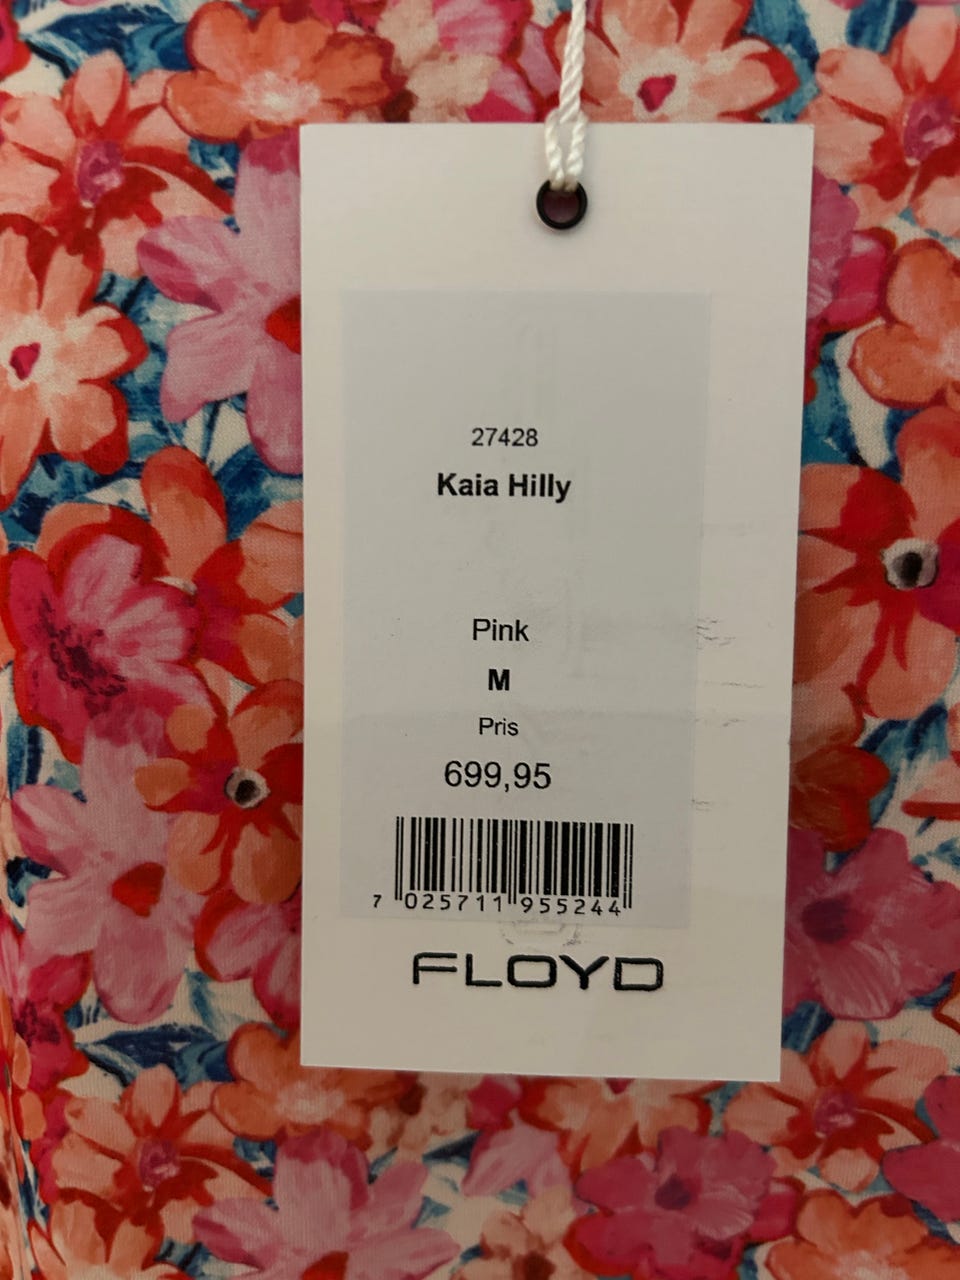 27428
Kaia Hilly
Pink
M
Pris
699,95
7 025711 955244
FLOYD